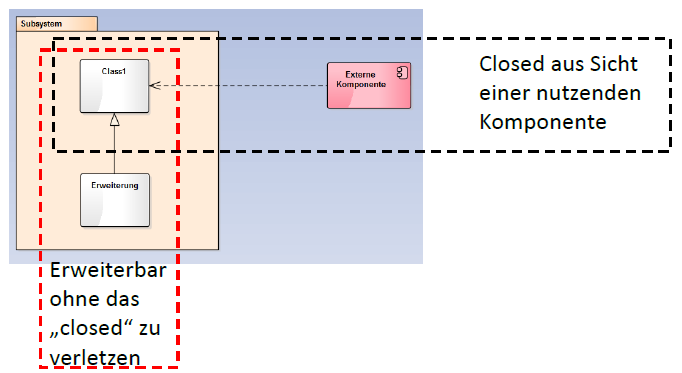 Subsystem
Class1
Externe
Komponente
Closed aus Sicht
einer nutzenden
Komponente
Erweiterung
Erweiterbar
ohne das
„closed“ zu
verletzen